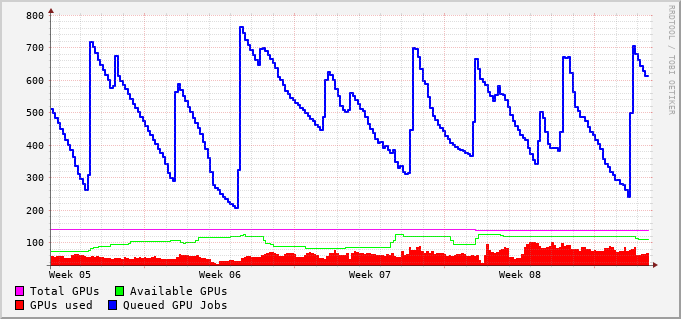 800
700
600
500
400
300
200
100
Week 05 Week 06 Week 07 Week 08
Total GPUs Available GPUs
GPUs used Queued GPU Jobs
RRDTOOL / TOBI OETIKER